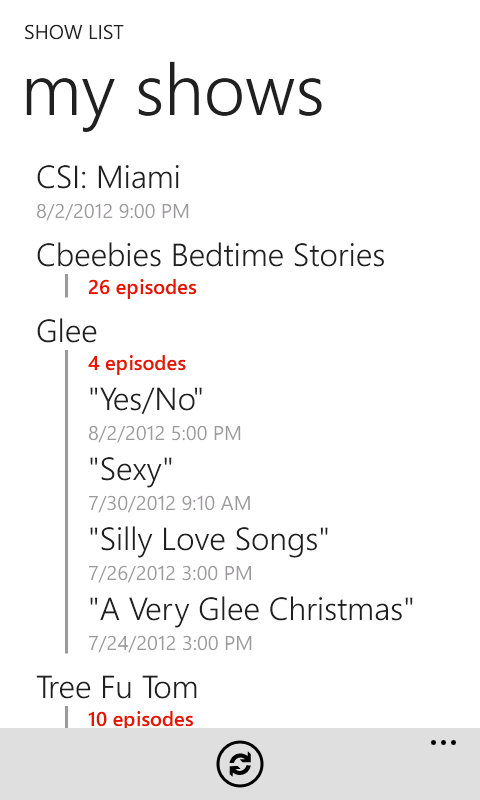 SHOW LIST
my shows
CSI: Miami
8/2/2012 9:00 PM
Cbeebies Bedtime Stories
26 episodes
Glee
4 episodes
"Yes/No"
8/2/2012 5:00 PM
"Sexy"
7/30/2012 9:10 AM
"Silly Love Songs"
7/26/2012 3:00 PM
"A Very Glee Christmas"
7/24/2012 3:00 PM
Tree Fu Tom
10 episodes